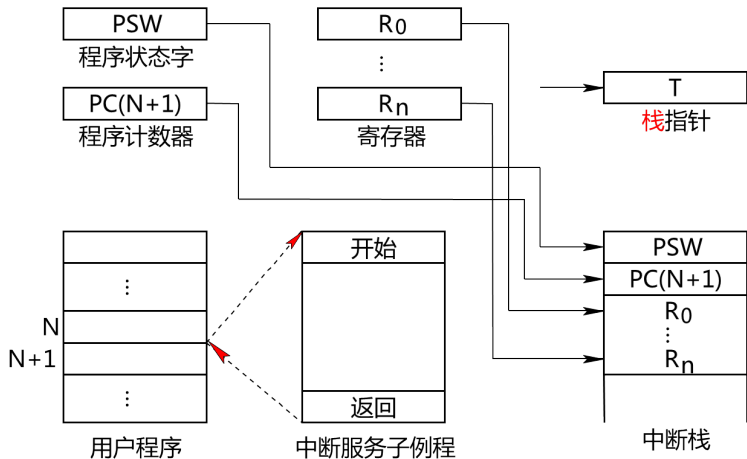 PSW
程序状态字
PC(N+1)
程序计数器
R0
⋮
Rn
寄存器
T
栈指针
⋮
N
N+1
⋮
用户程序
开始
返回
中断服务子例程
PSW
PC(N+1)
R0
⋮
Rn
中断栈